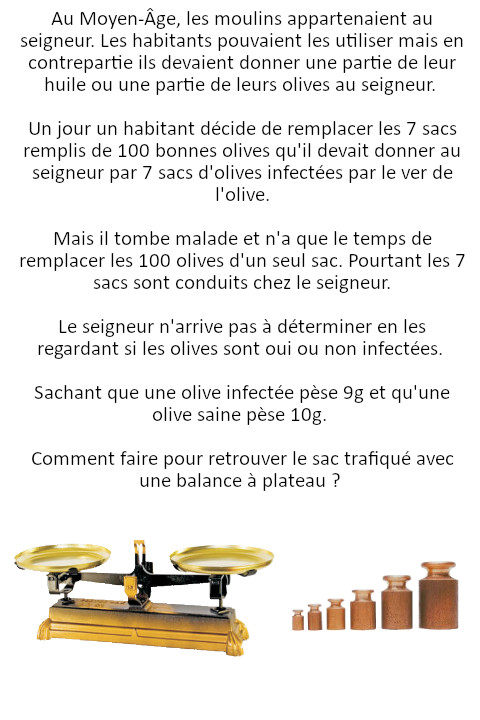 Au Moyen-Âge, les moulins appartenaient au
seigneur. Les habitants pouvaient les utiliser mais en
contrepartie ils devaient donner une partie de leur
huile ou une partie de leurs olives au seigneur.
Un jour un habitant décide de remplacer les 7 sacs
remplis de 100 bonnes olives qu'il devait donner au
seigneur par 7 sacs d'olives infectées par le ver de
l'olive.
Mais il tombe malade et n'a que le temps de
remplacer les 100 olives d'un seul sac. Pourtant les 7
sacs sont conduits chez le seigneur.
Le seigneur n'arrive pas à déterminer en les
regardant si les olives sont oui ou non infectées.
Sachant que une olive infectée pèse 9g et qu'une
olive saine pèse 10g.
Comment faire pour retrouver le sac trafiqué avec
une balance à plateau ?